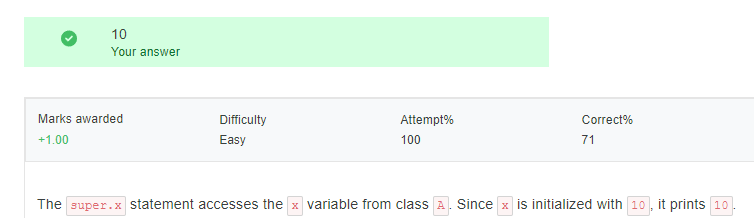 10
Your answer
Marks awarded Difficulty Attempt% Correct%
+1.00 Easy 100 71
The super.x statement accesses the x variable from class A. Since x is initialized with 10, it prints 10.